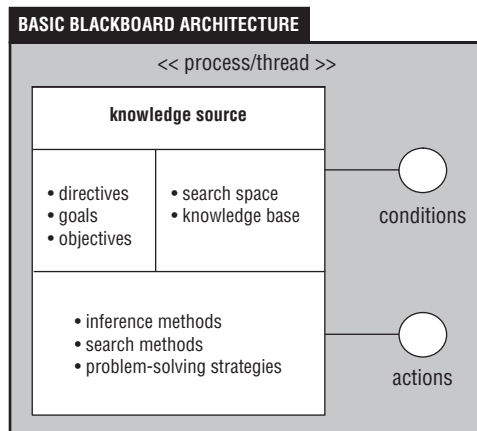 BASIC BLACKBOARD ARCHITECTURE
<< process/thread >>
knowledge source
• directives
• goals
• objectives
• search space
• knowledge base
conditions
• inference methods
• search methods
• problem-solving strategies
actions